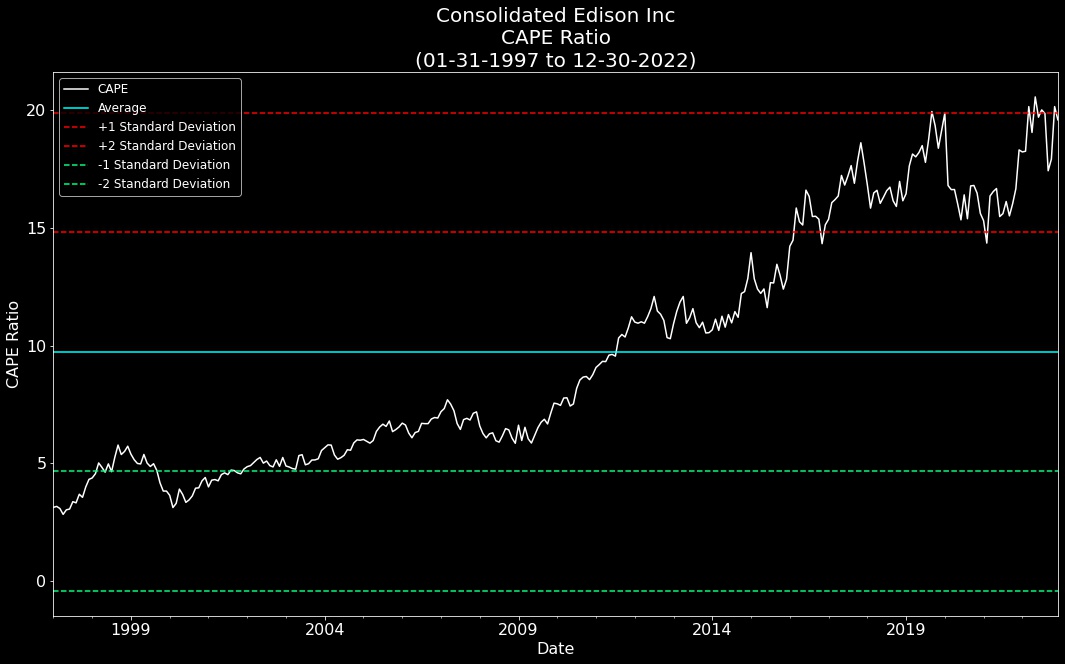 Consolidated Edison Inc
CAPE Ratio
(01-31-1997 to 12-30-2022)
CAPE
Average
+1 Standard Deviation
+2 Standard Deviation
-1 Standard Deviation
-2 Standard Deviation
20
15
10
5
0
CAPE Ratio
1999 2004 2009 2014 2019
Date